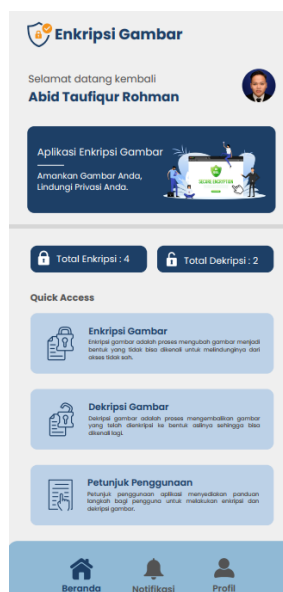 Enkripsi Gambar
Selamat datang kembali
Abid Taufiqur Rohman
Aplikasi Enkripsi Gambar
Amankan Gambar Anda,
Lindungi Privasi Anda.
SECURE ENCRYPTION
Total Enkripsi : 4
Total Dekripsi : 2
Quick Access
Enkripsi Gambar
Enkripsi gambar adalah proses mengubah gambar menjadi
bentuk yang tidak bisa dikenali untuk melindunginya dari
akses tidak sah.
Dekripsi Gambar
Dekripsi gambar adalah proses mengembalikan gambar
yang telah dienkripsi ke bentuk aslinya sehingga bisa
dikenali lagi.
Petunjuk Penggunaan
Petunjuk penggunaan aplikasi menyediakan panduan
langkah bagi pengguna untuk melakukan enkripsi dan
dekripsi gambar.
Beranda
Notifikasi
Profil